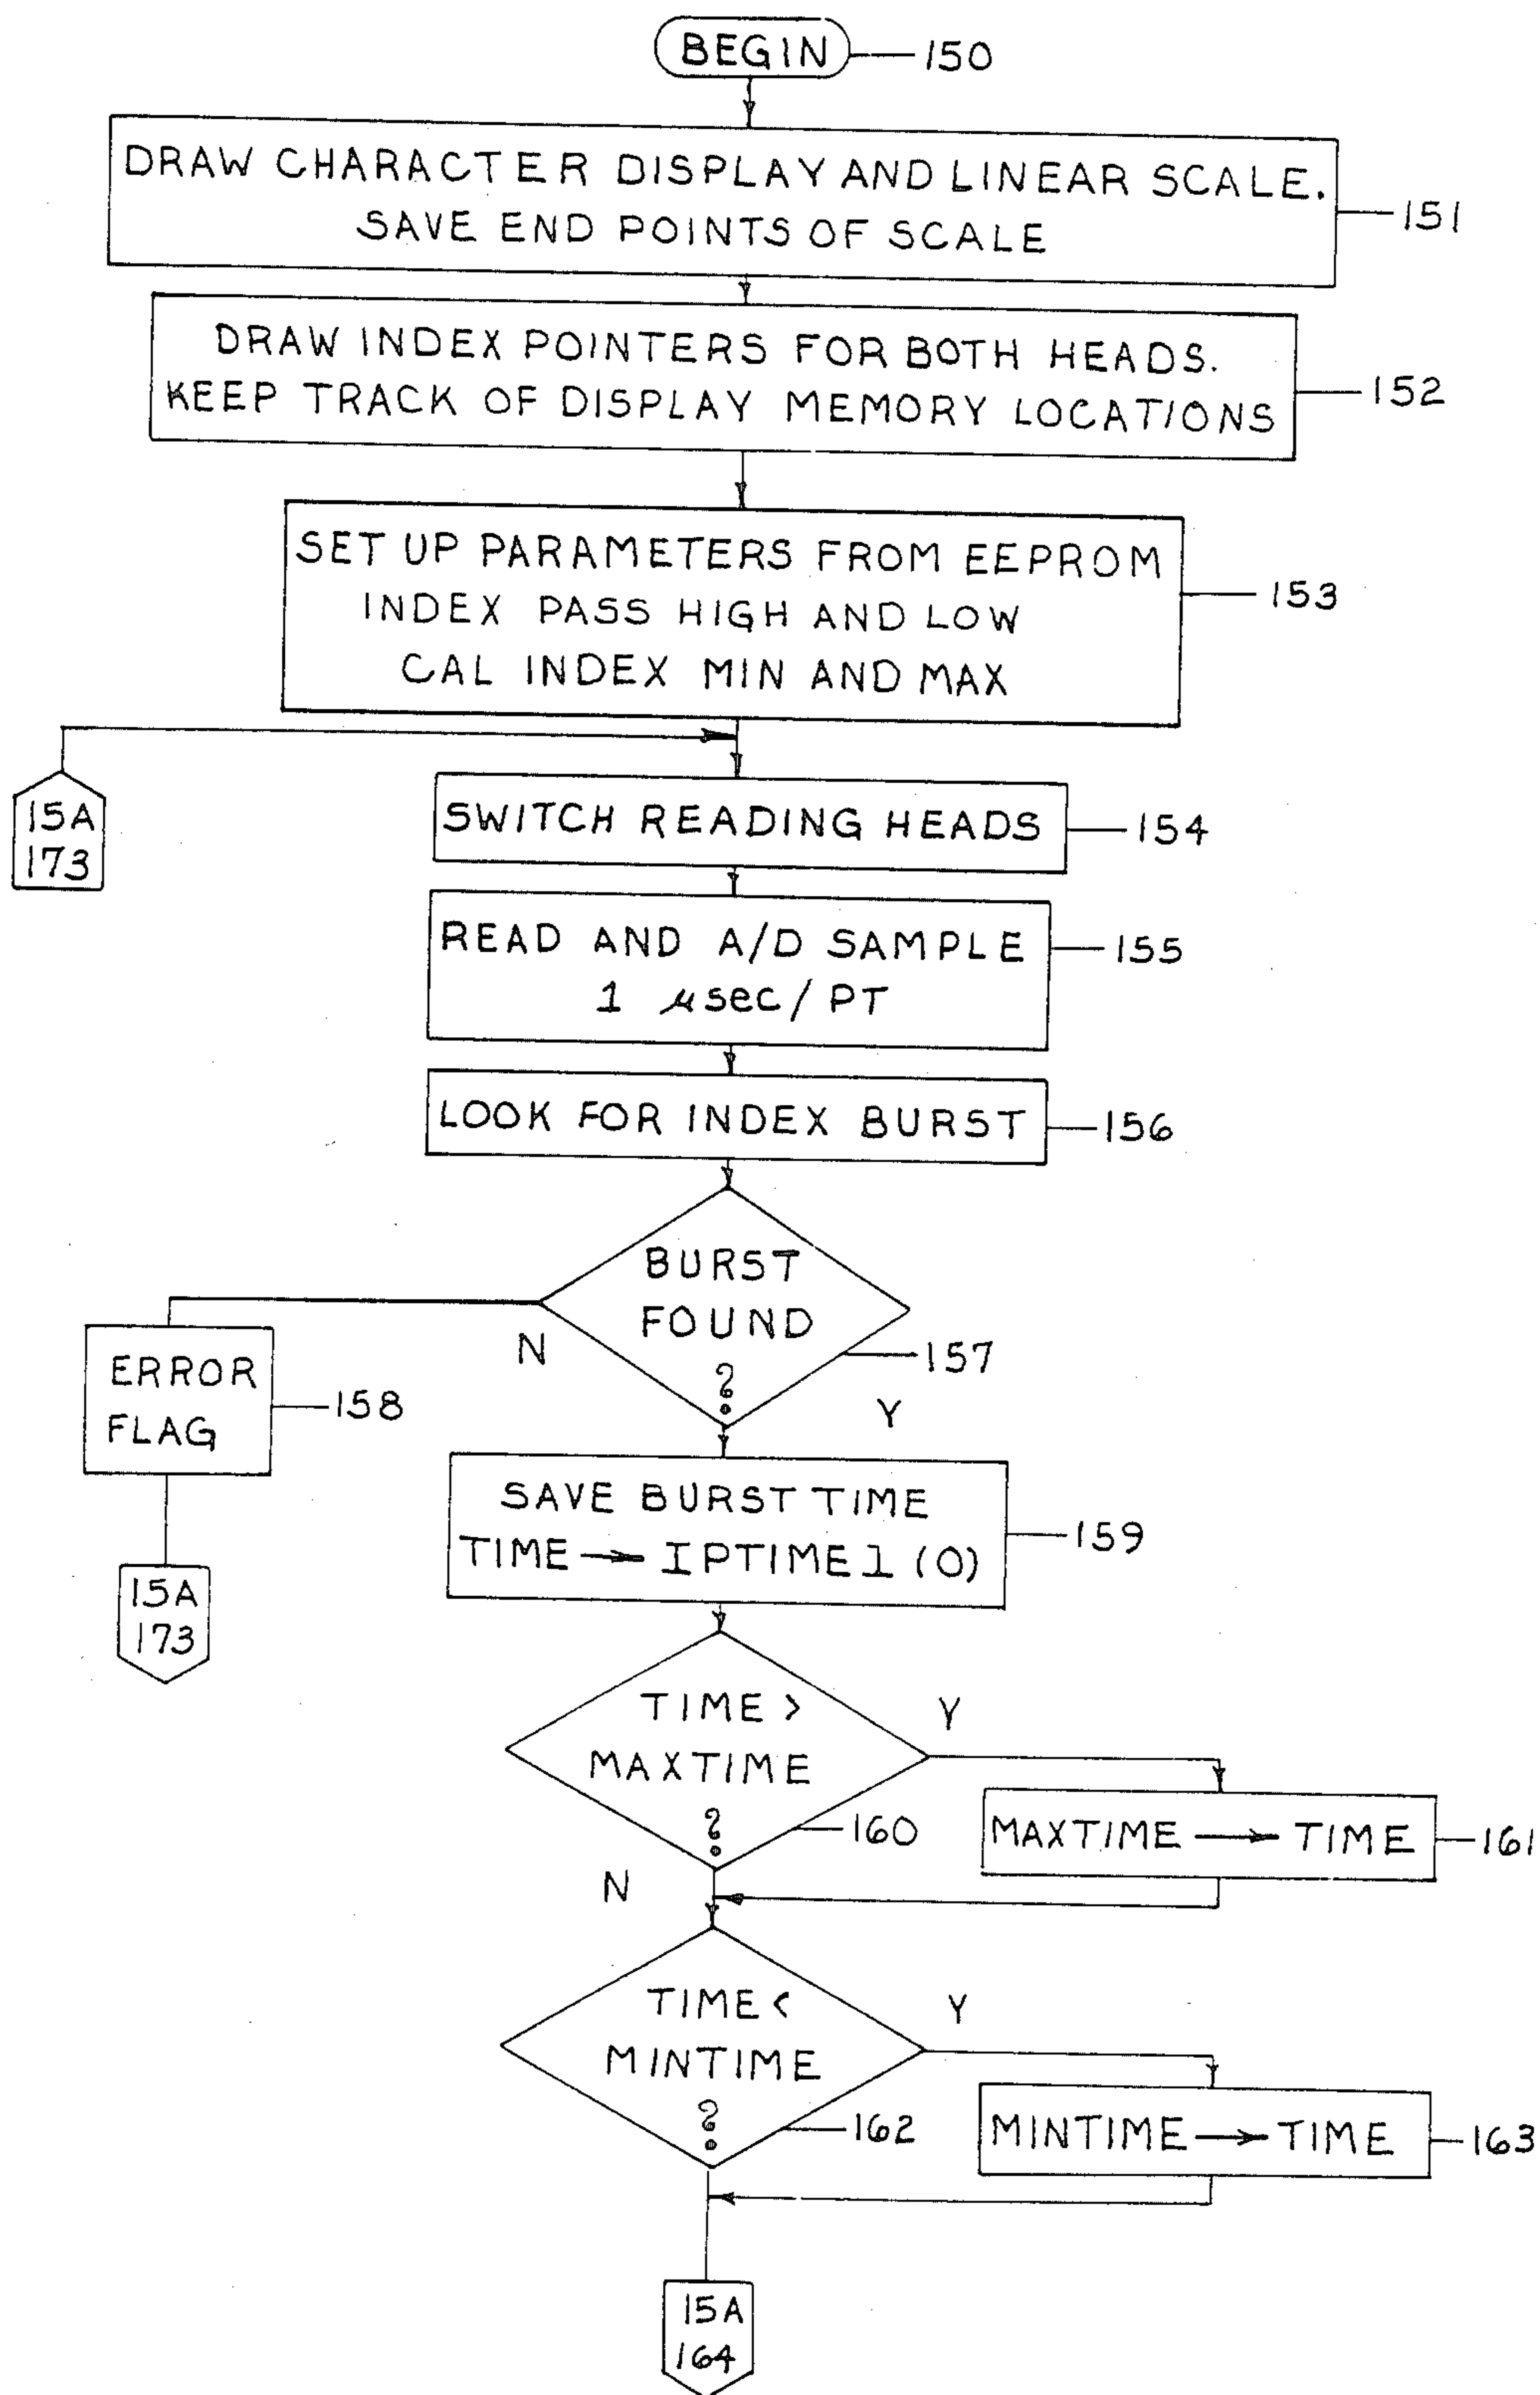 BEGIN 150
DRAW CHARACTER DISPLAY AND LINEAR SCALE.
SAVE END POINTS OF SCALE
151
DRAW INDEX POINTERS FOR BOTH HEADS.
KEEP TRACK OF DISPLAY MEMORY LOCATIONS
152
SET UP PARAMETERS FROM EEPROM
INDEX PASS HIGH AND LOW
CAL INDEX MIN AND MAX
153
15A
173
SWITCH READING HEADS 154
READ AND A/D SAMPLE
1 μsec/PT
155
LOOK FOR INDEX BURST 156
BURST
FOUND
?
157
N
Y
ERROR
FLAG
158
15A
173
SAVE BURST TIME
TIME → IPTIME1(0)
159
TIME >
MAXTIME
?
160
Y
N
MAXTIME → TIME 161
TIME <
MINTIME
?
162
Y
MINTIME → TIME 163
15A
164